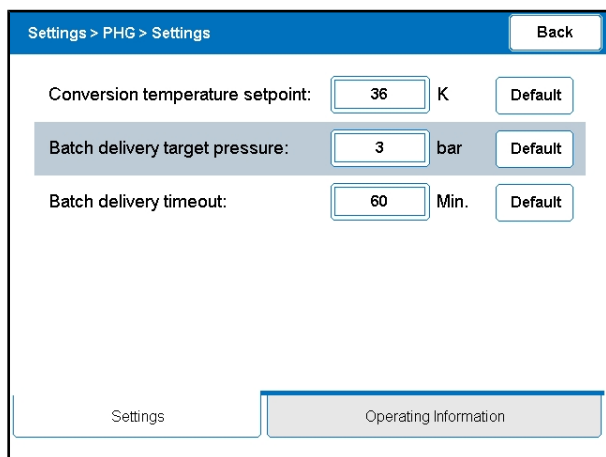 Settings > PHG > Settings Back
Conversion temperature setpoint: 36 K Default
Batch delivery target pressure: 3 bar Default
Batch delivery timeout: 60 Min. Default
Settings Operating Information